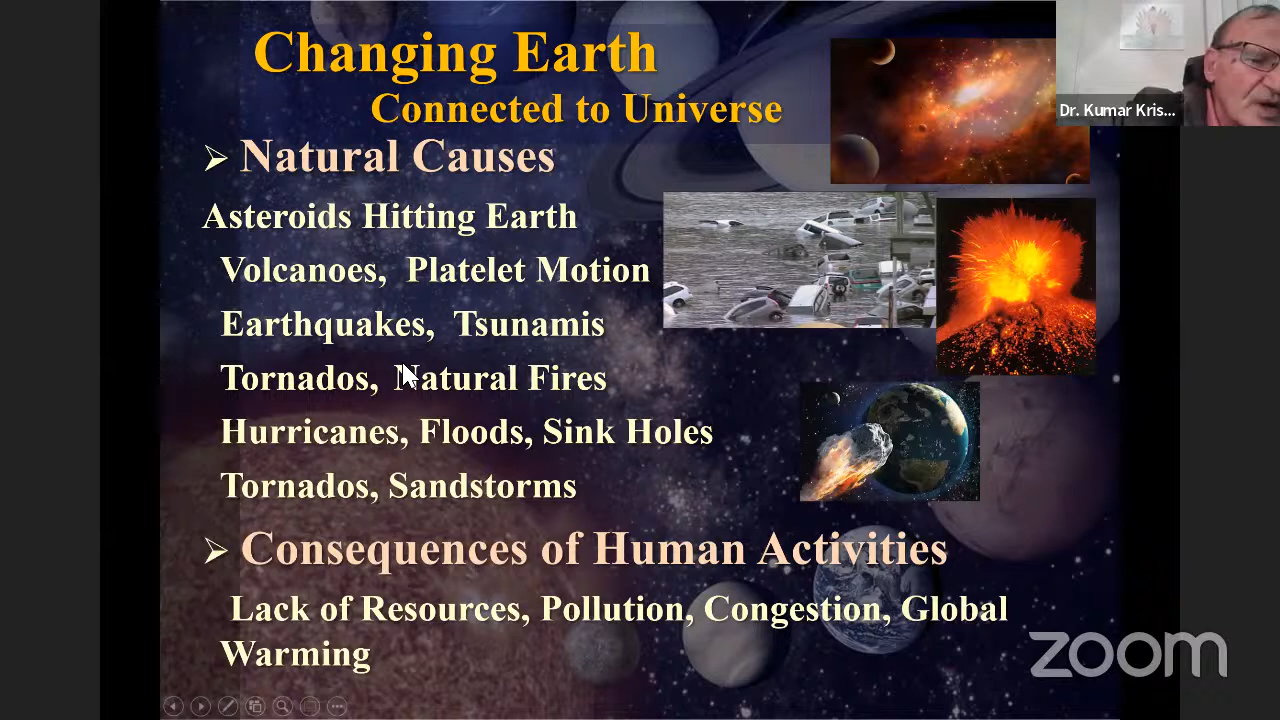 Changing Earth
Connected to Universe
Dr. Kumar Kris...
➢ Natural Causes
Asteroids Hitting Earth
Volcanoes, Platelet Motion
Earthquakes, Tsunamis
Tornados, Natural Fires
Hurricanes, Floods, Sink Holes
Tornados, Sandstorms
➢ Consequences of Human Activities
Lack of Resources, Pollution, Congestion, Global
Warming
zoom